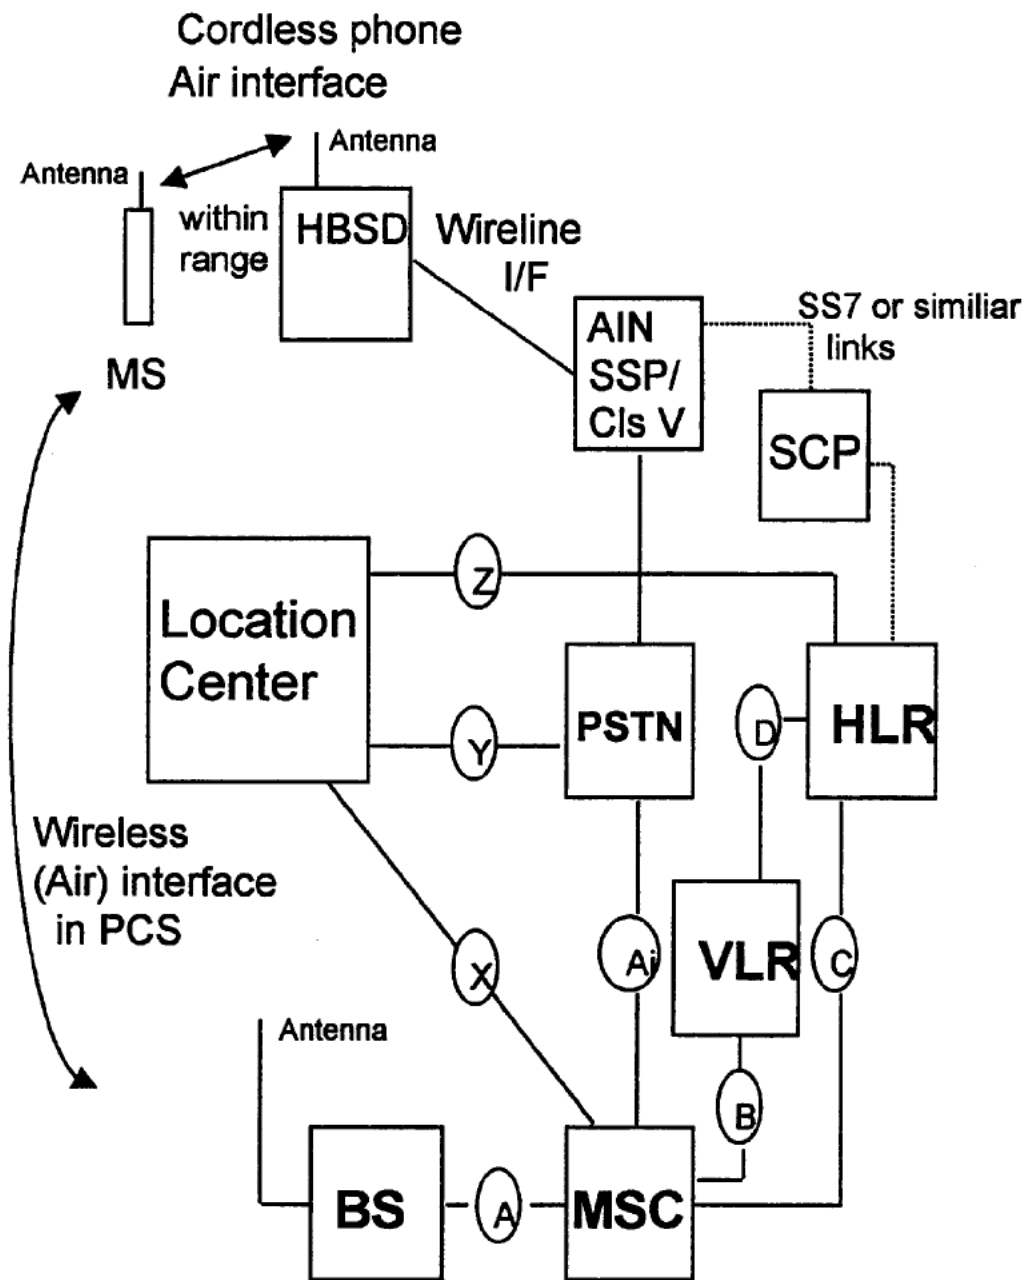 Cordless phone
Air interface
Antenna
Antenna
within
range
HBSD
Wireline
I/F
MS
AIN
SSP/
Cls V
SS7 or similiar
links
SCP
Z
Location
Center
Y
PSTN
D
HLR
Wireless
(Air) interface
in PCS
X
Ai
VLR
C
Antenna
B
BS
A
MSC